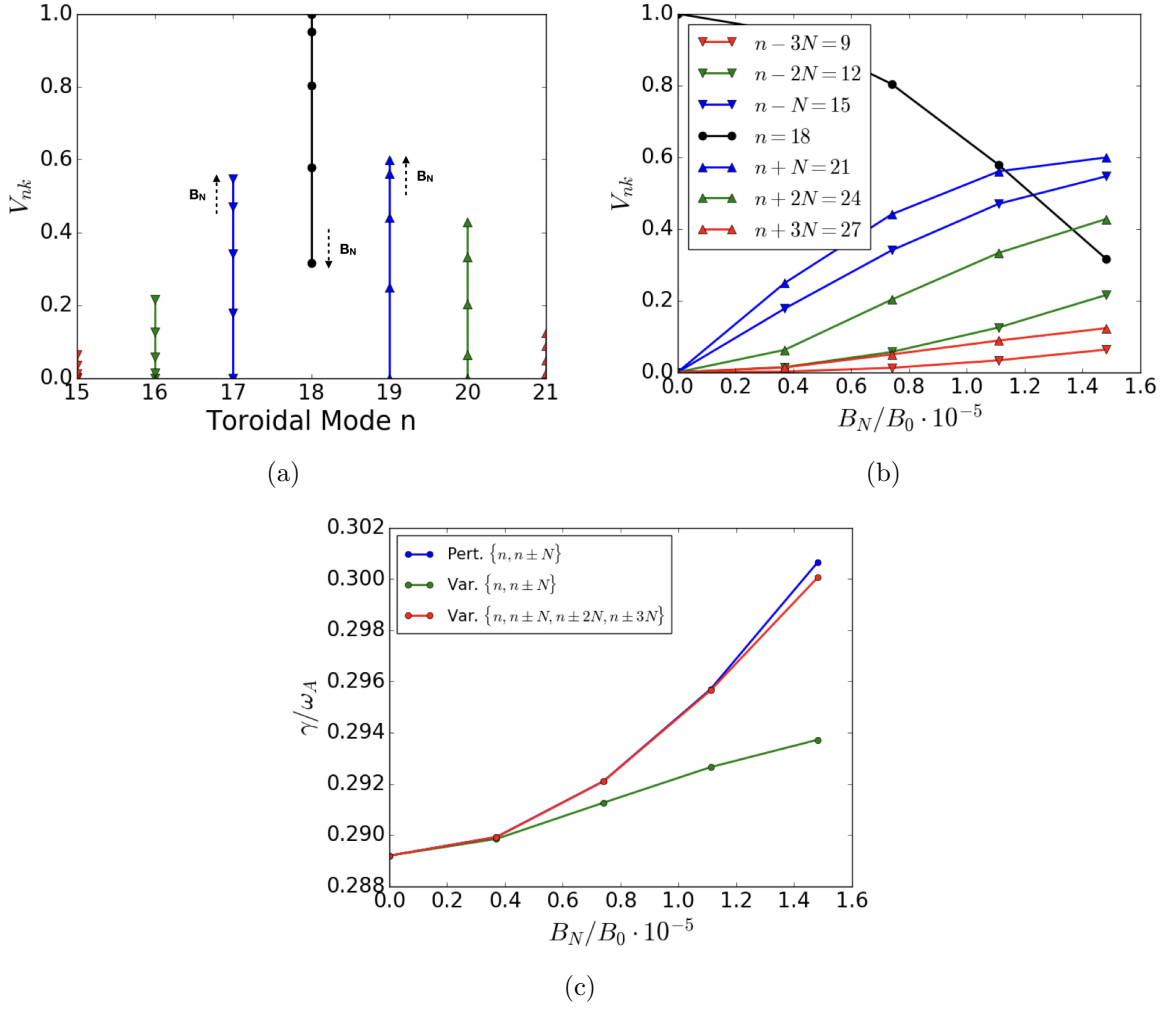 1.0
0.8
0.6
0.4
0.2
0.0
V_{nk}
B_N
B_N
B_N
15 16 17 18 19 20 21
Toroidal Mode n
(a)
1.0
0.8
0.6
0.4
0.2
0.0
V_{nk}
n − 3N = 9
n − 2N = 12
n − N = 15
n = 18
n + N = 21
n + 2N = 24
n + 3N = 27
0.0 0.2 0.4 0.6 0.8 1.0 1.2 1.4 1.6
B_N/B_0 · 10^{−5}
(b)
0.302
0.300
0.298
0.296
0.294
0.292
0.290
0.288
γ/ω_A
Pert. {n, n ± N}
Var. {n, n ± N}
Var. {n, n ± N, n ± 2N, n ± 3N}
0.0 0.2 0.4 0.6 0.8 1.0 1.2 1.4 1.6
B_N/B_0 · 10^{−5}
(c)